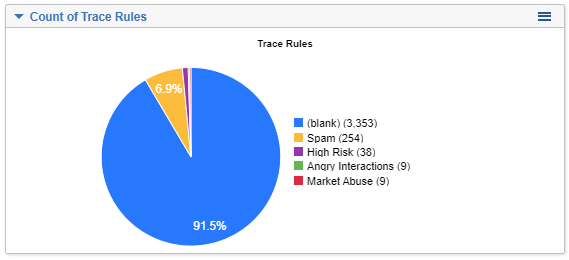 Count of Trace Rules
Trace Rules
6.9%
91.5%
(blank) (3,353)
Spam (254)
High Risk (38)
Angry Interactions (9)
Market Abuse (9)